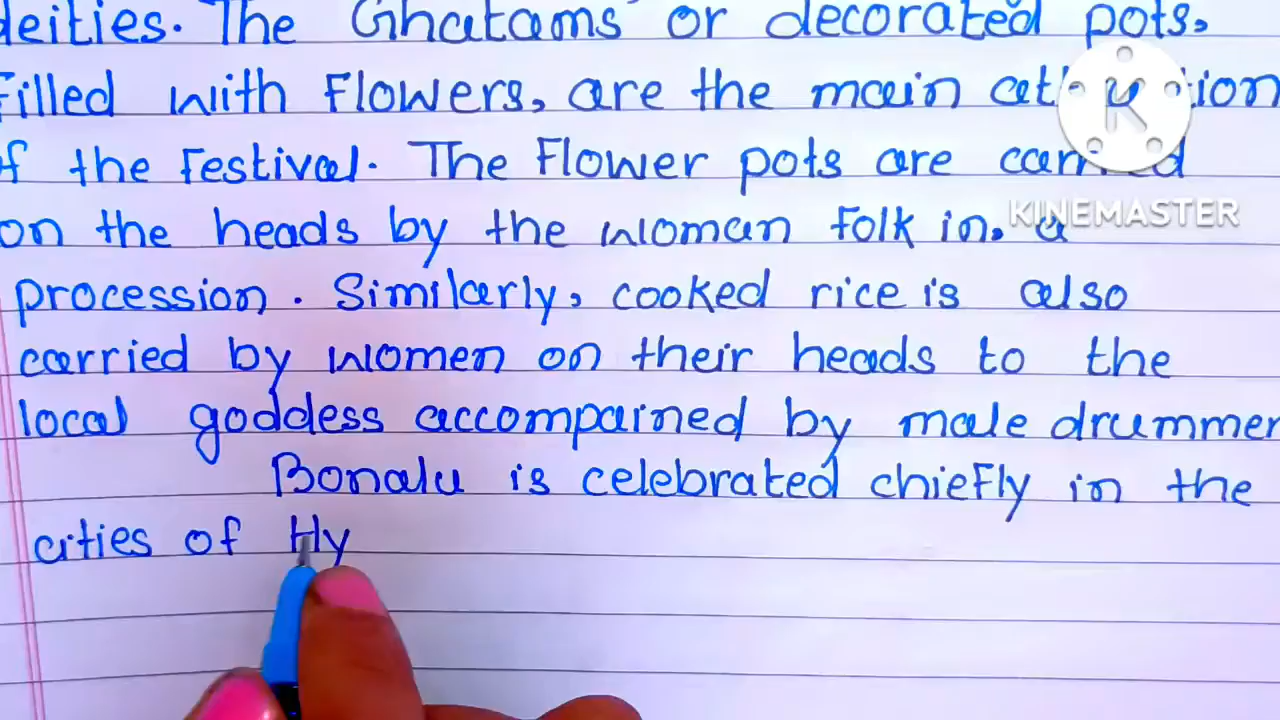 deities. The Ghatams or decorated pots,
filled with flowers, are the main
of the festival. The flower pots are carried
on the heads by the woman folk in, a
KINEMASTER
procession. Similarly, cooked rice is also
carried by women on their heads to the
local goddess accompained by male drummer
Bonalu is celebrated chiefly in the
cities of Hy